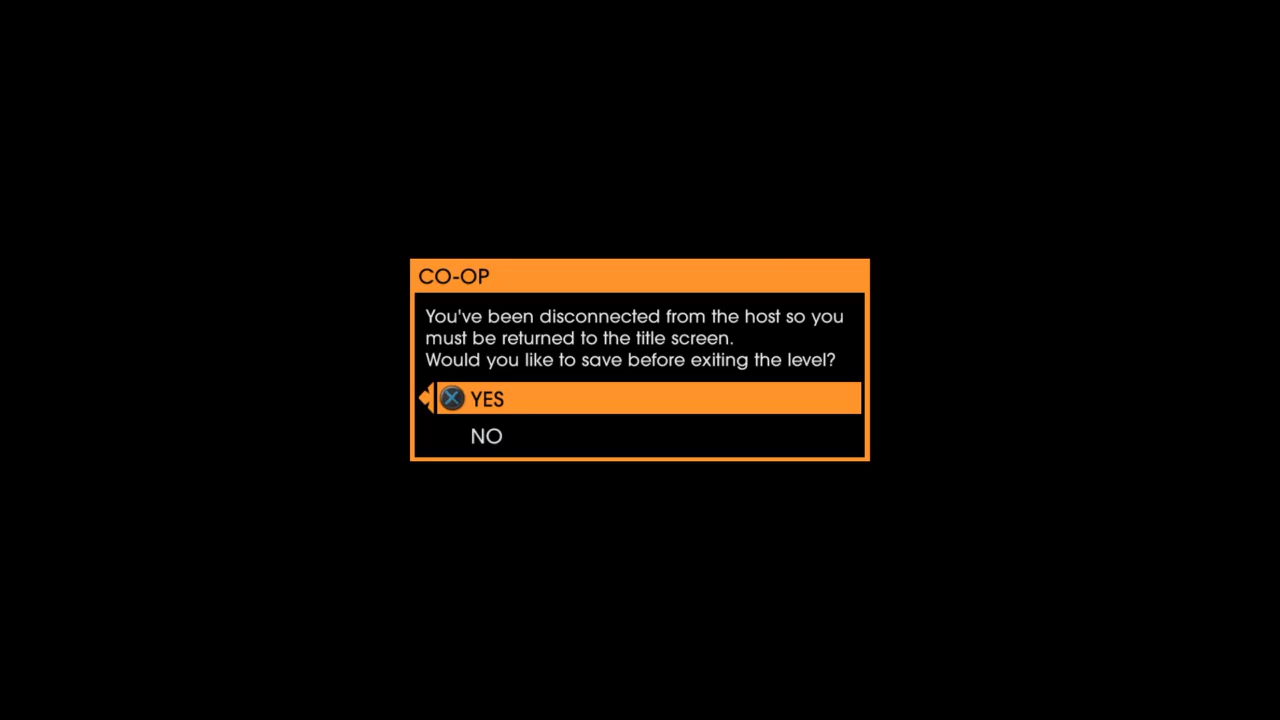 CO-OP
You've been disconnected from the host so you
must be returned to the title screen.
Would you like to save before exiting the level?
YES
NO